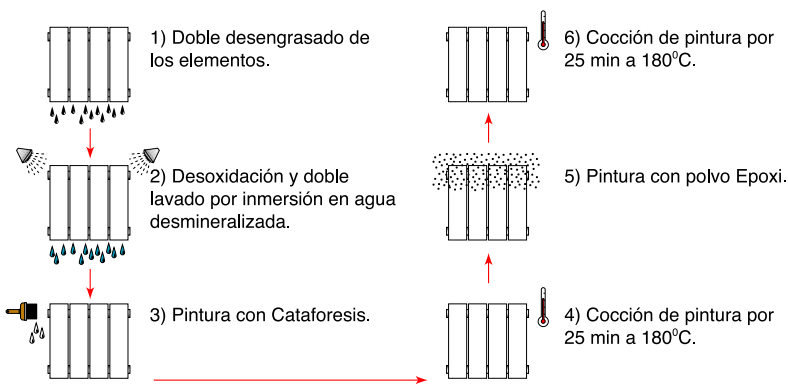 1) Doble desengrasado de
los elementos.
2) Desoxidación y doble
lavado por inmersión en agua
desmineralizada.
3) Pintura con Cataforesis.
4) Cocción de pintura por
25 min a 180⁰C.
5) Pintura con polvo Epoxi.
6) Cocción de pintura por
25 min a 180⁰C.